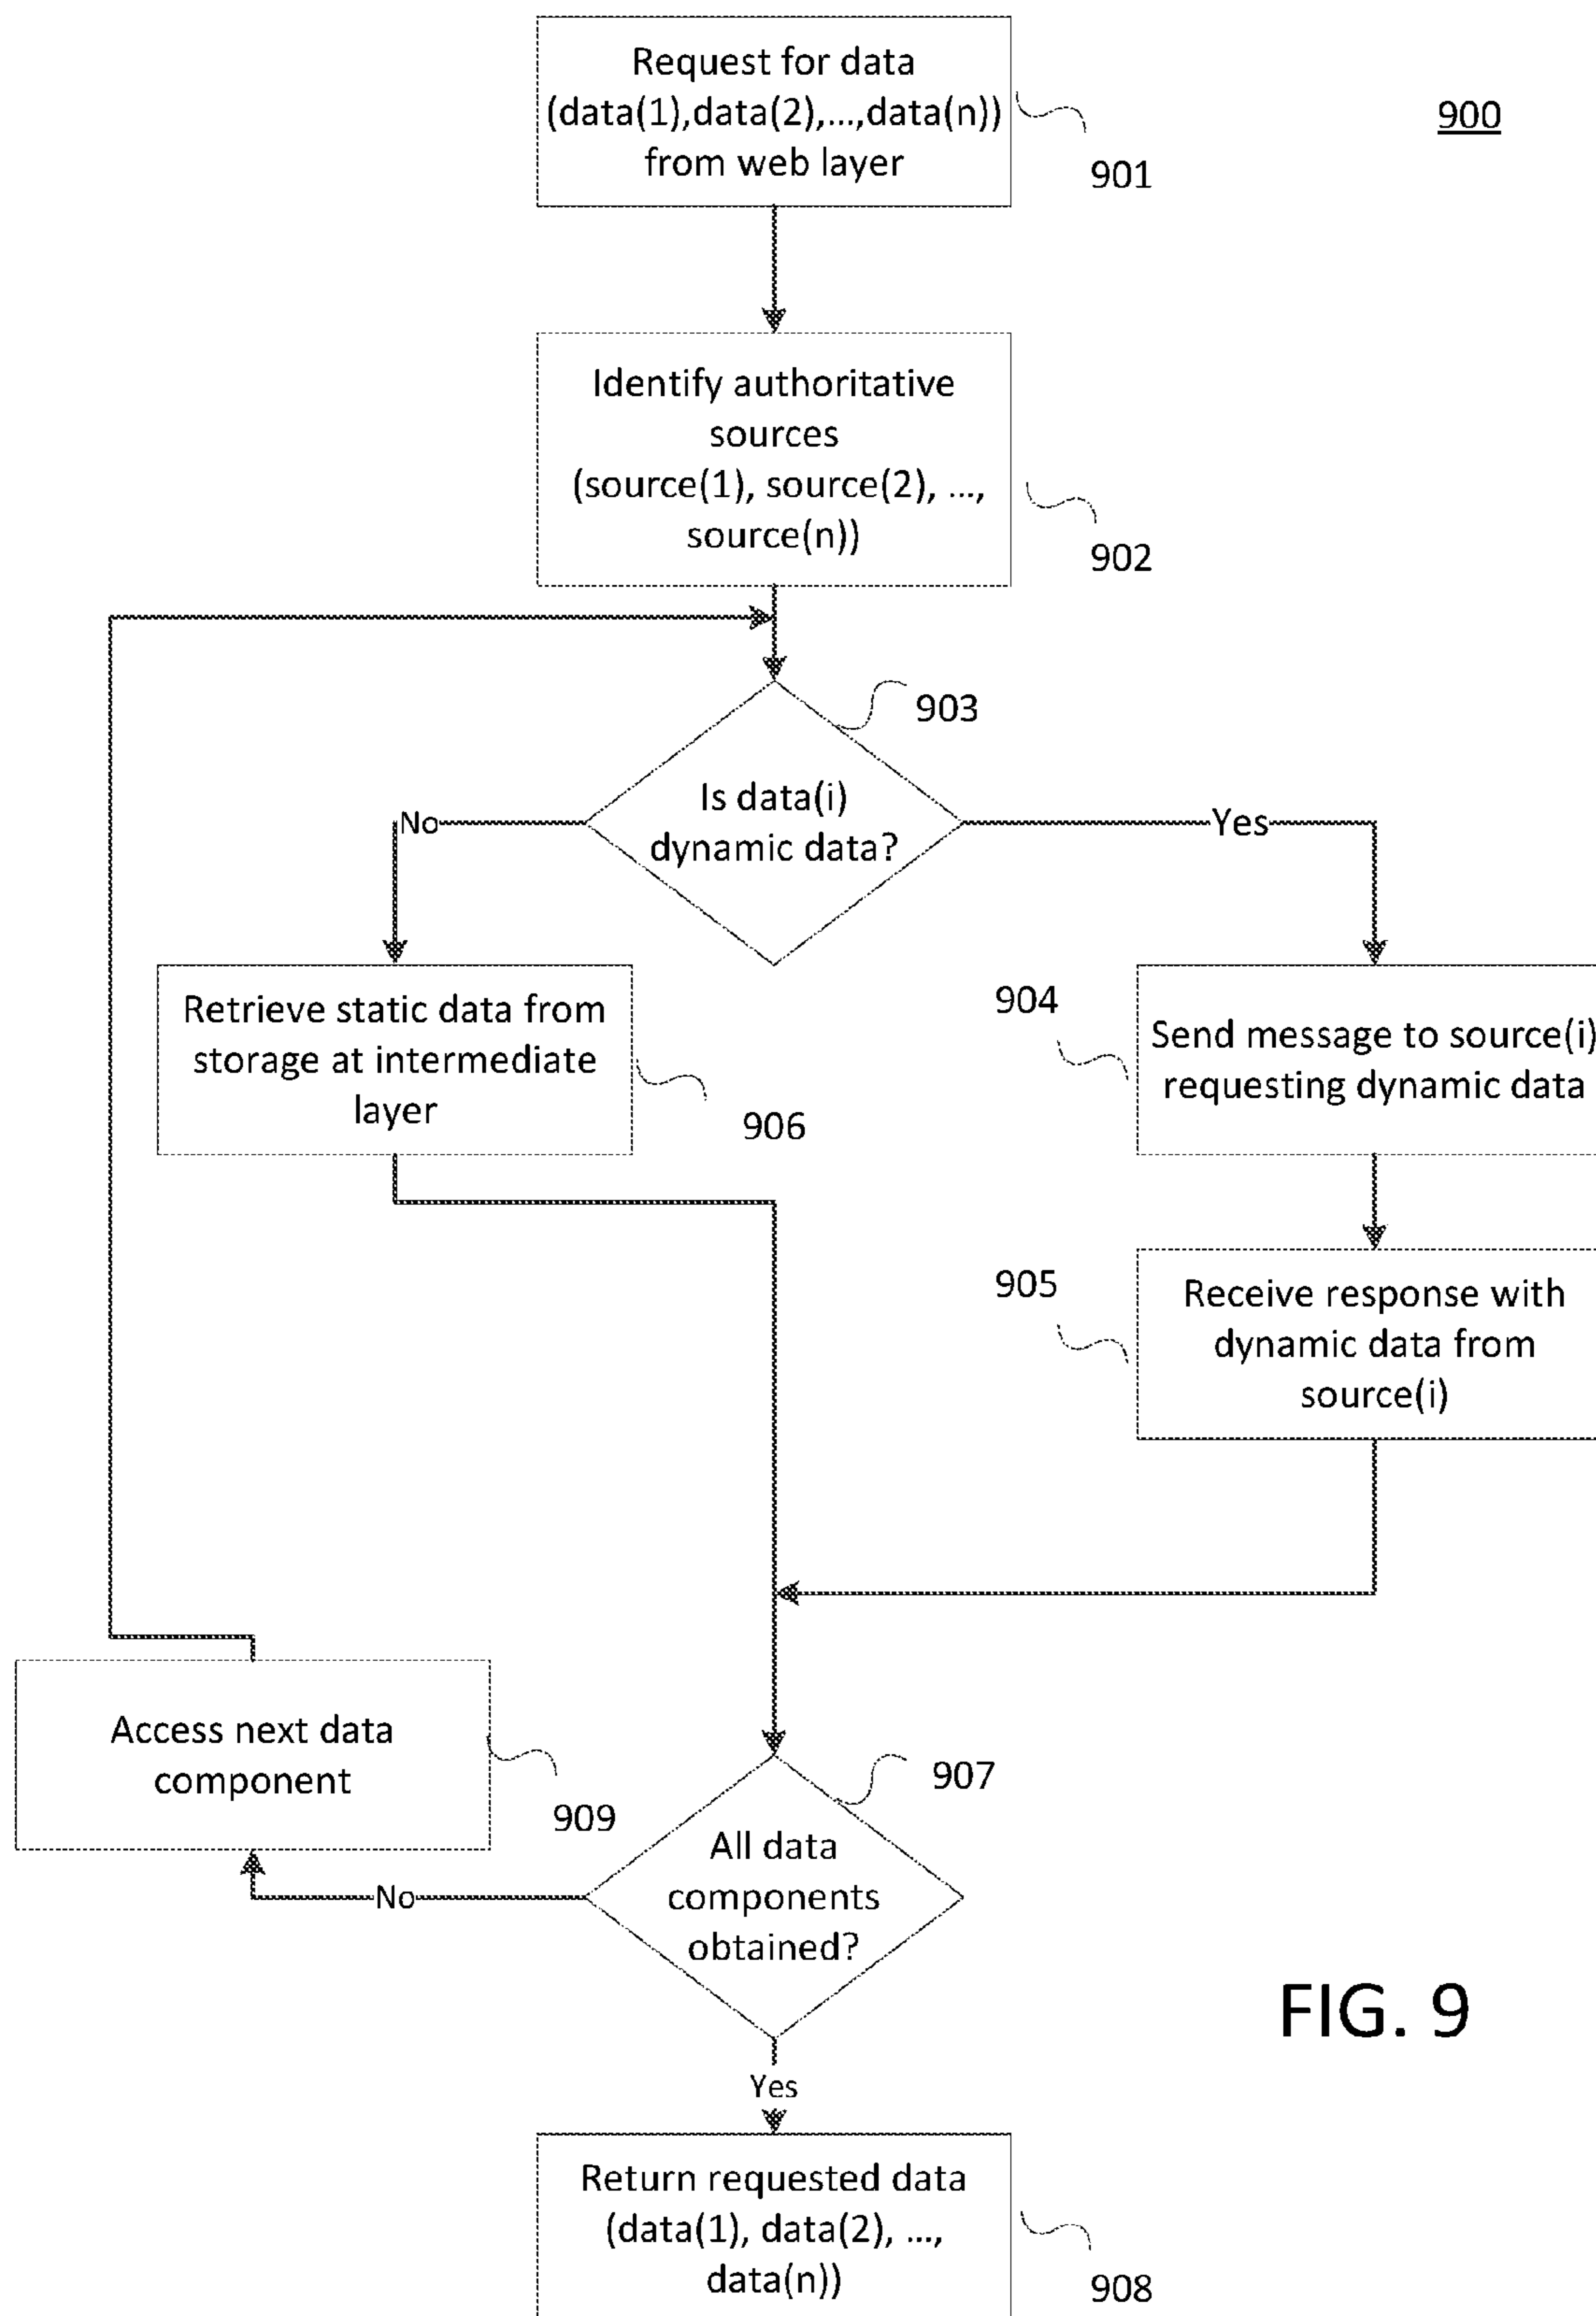 Request for data
(data(1),data(2),...,data(n))
from web layer
900
901
Identify authoritative
sources
(source(1), source(2), ...,
source(n))
902
903
Is data(i)
dynamic data?
No
Yes
Retrieve static data from
storage at intermediate
layer
906
904
Send message to source(i)
requesting dynamic data
905
Receive response with
dynamic data from
source(i)
Access next data
component
909
907
All data
components
obtained?
No
Yes
FIG. 9
Return requested data
(data(1), data(2), ...,
data(n))
908